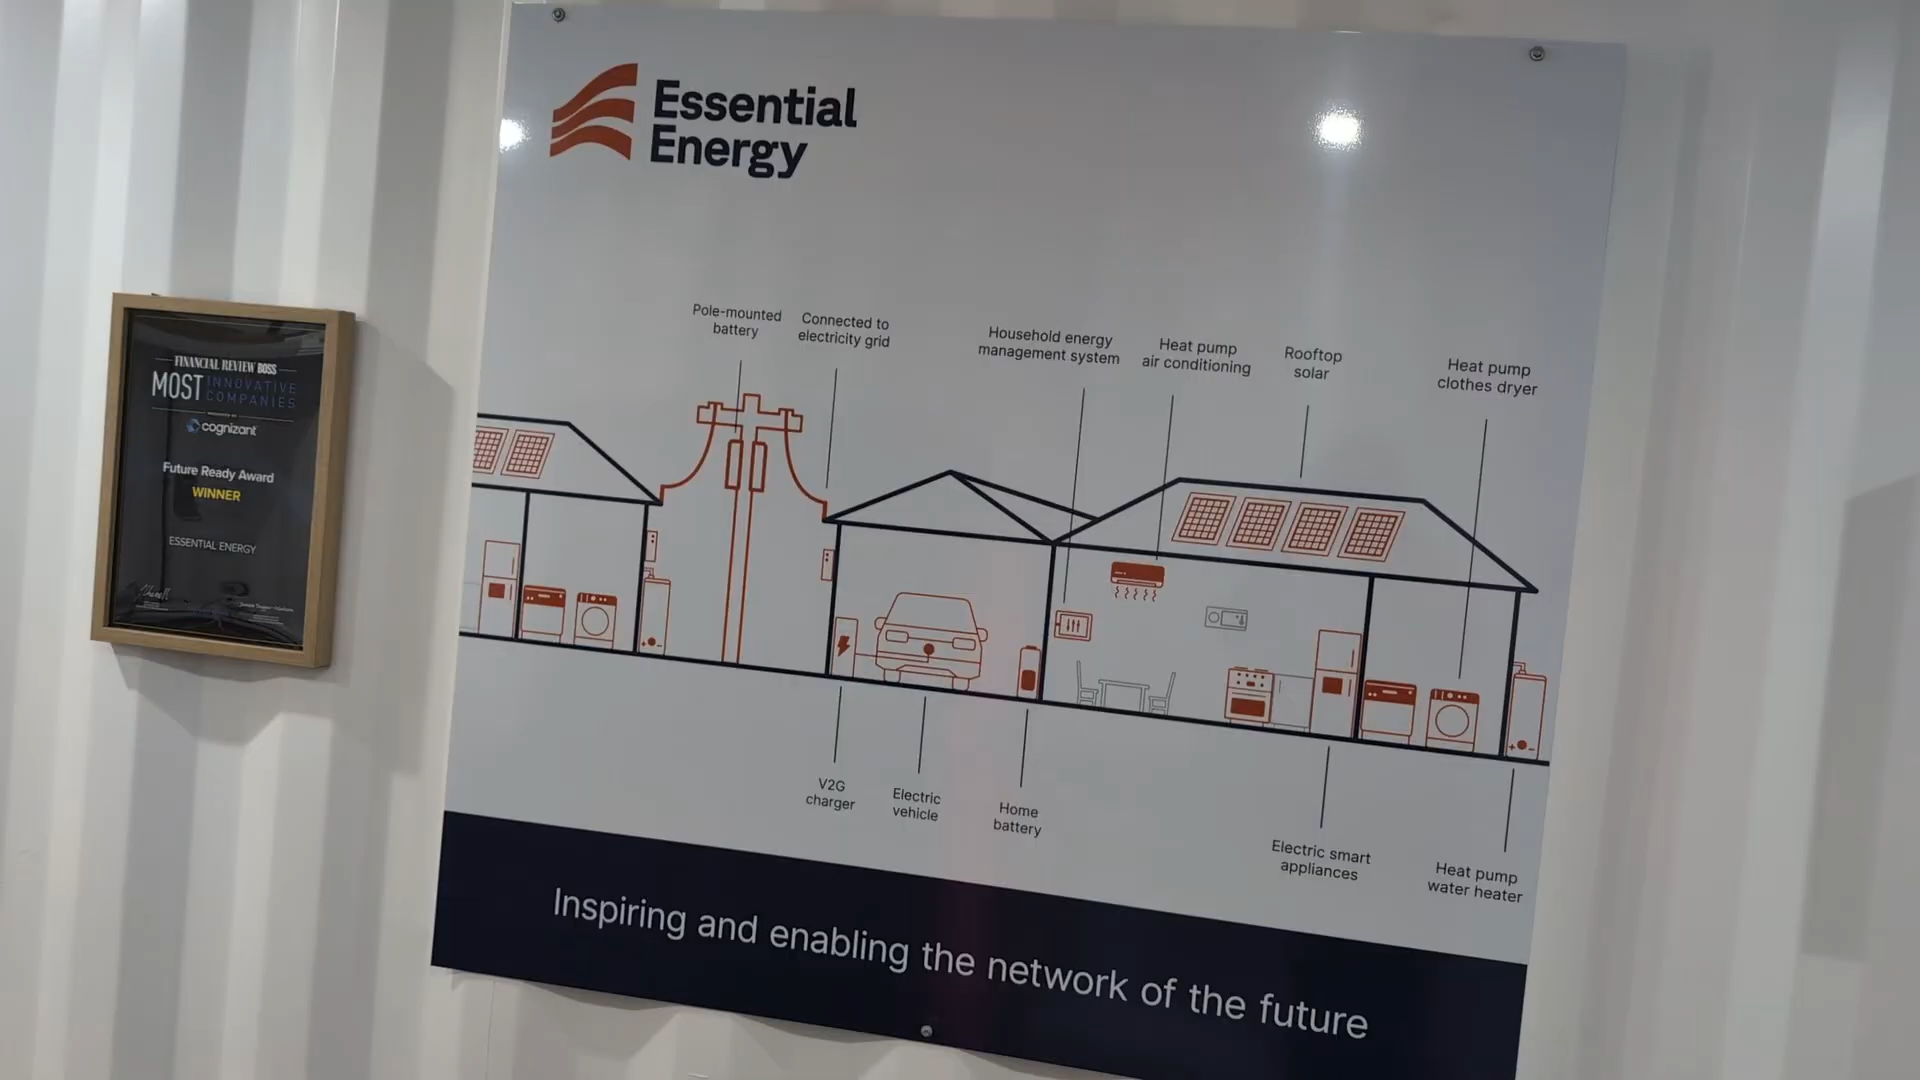 Essential
Energy
Pole-mounted
battery
Connected to
electricity grid
Household energy
management system
Heat pump
air conditioning
Rooftop
solar
Heat pump
clothes dryer
V2G
charger
Electric
vehicle
Home
battery
Electric smart
appliances
Heat pump
water heater
Inspiring and enabling the network of the future
FINANCIAL REVIEW BOSS
MOST INNOVATIVE
COMPANIES
cognizant
Future Ready Award
WINNER
ESSENTIAL ENERGY